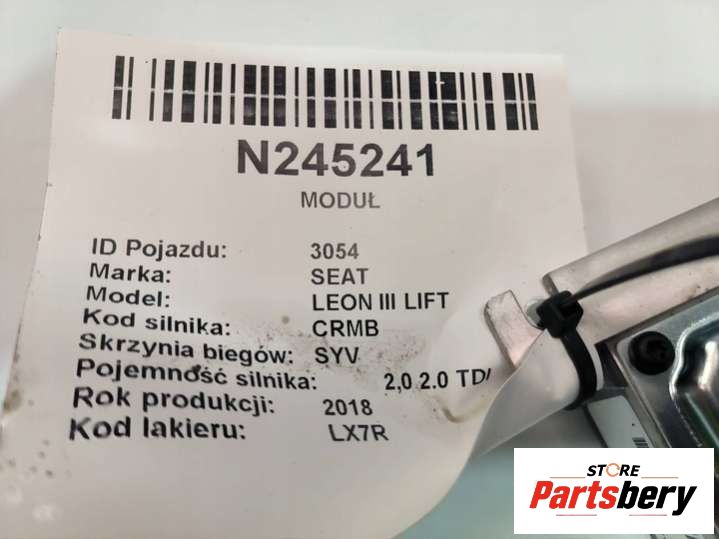 N245241
MODUŁ
ID Pojazdu: 3054
Marka: SEAT
Model: LEON III LIFT
Kod silnika: CRMB
Skrzynia biegów: SYV
Pojemność silnika: 2,0 2.0 TDI
Rok produkcji: 2018
Kod lakieru: LX7R
STORE
Partsbery